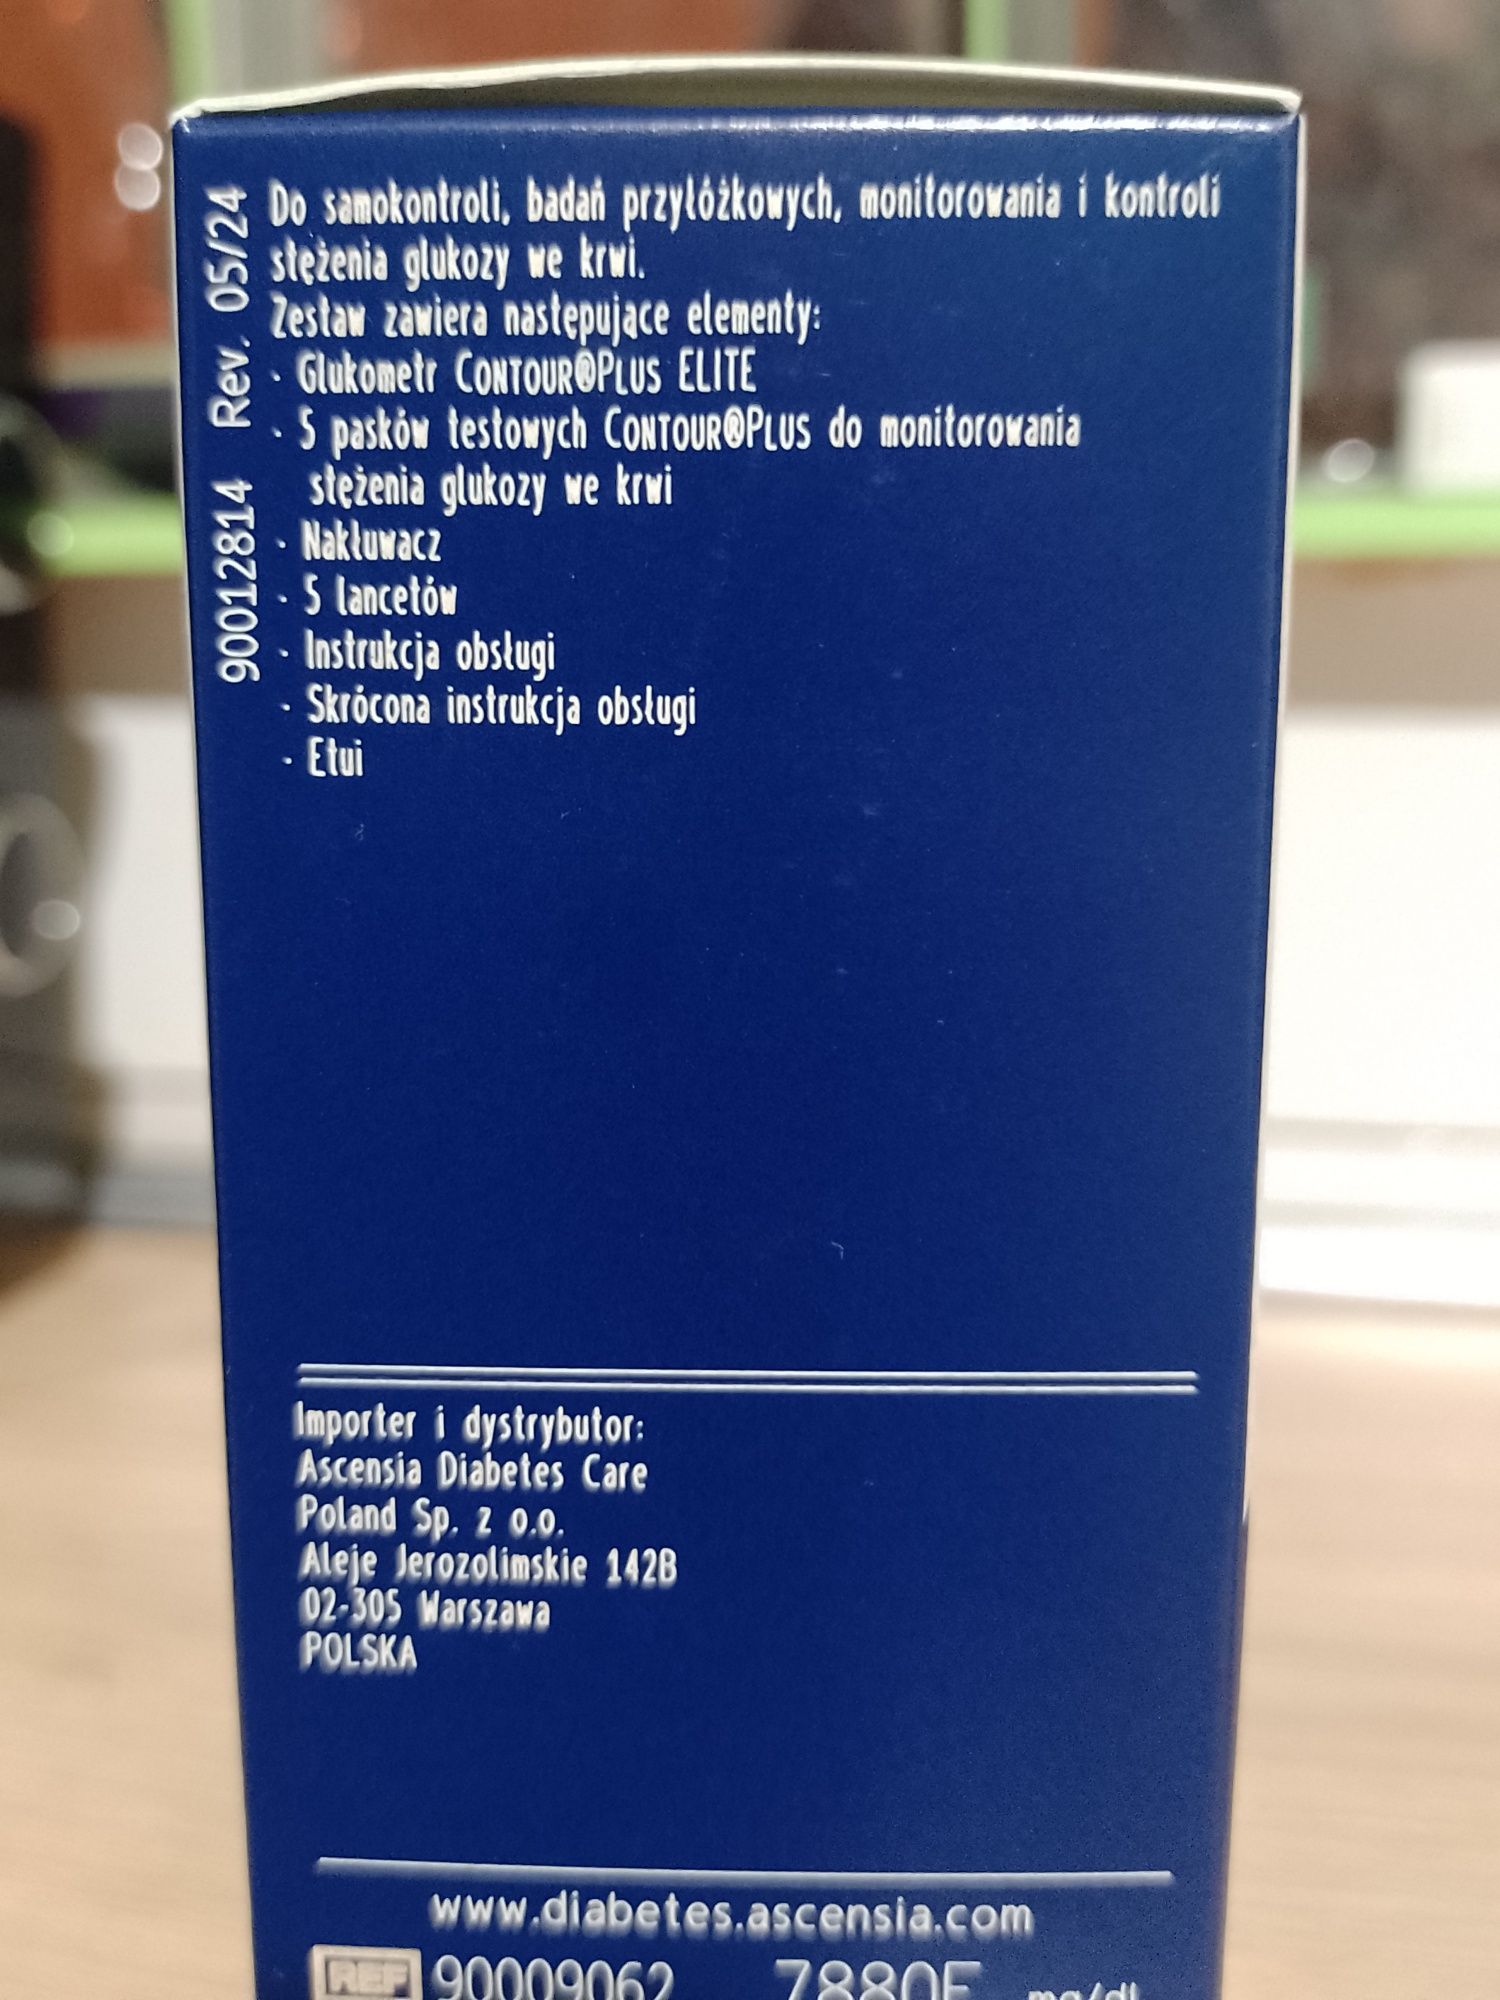 Do samokontroli, badań przyłóżkowych, monitorowania i kontroli
stężenia glukozy we krwi.
Zestaw zawiera następujące elementy:
· Glukometr CONTOUR®PLUS ELITE
· 5 pasków testowych CONTOUR®PLUS do monitorowania
stężenia glukozy we krwi
· Nakłuwacz
· 5 lancetów
· Instrukcja obsługi
· Skrócona instrukcja obsługi
· Etui
90012814 Rev. 05/24
Importer i dystrybutor:
Ascensia Diabetes Care
Poland Sp. z o.o.
Aleje Jerozolimskie 142B
02-305 Warszawa
POLSKA
www.diabetes.ascensia.com
REF 90009062 mg/dL